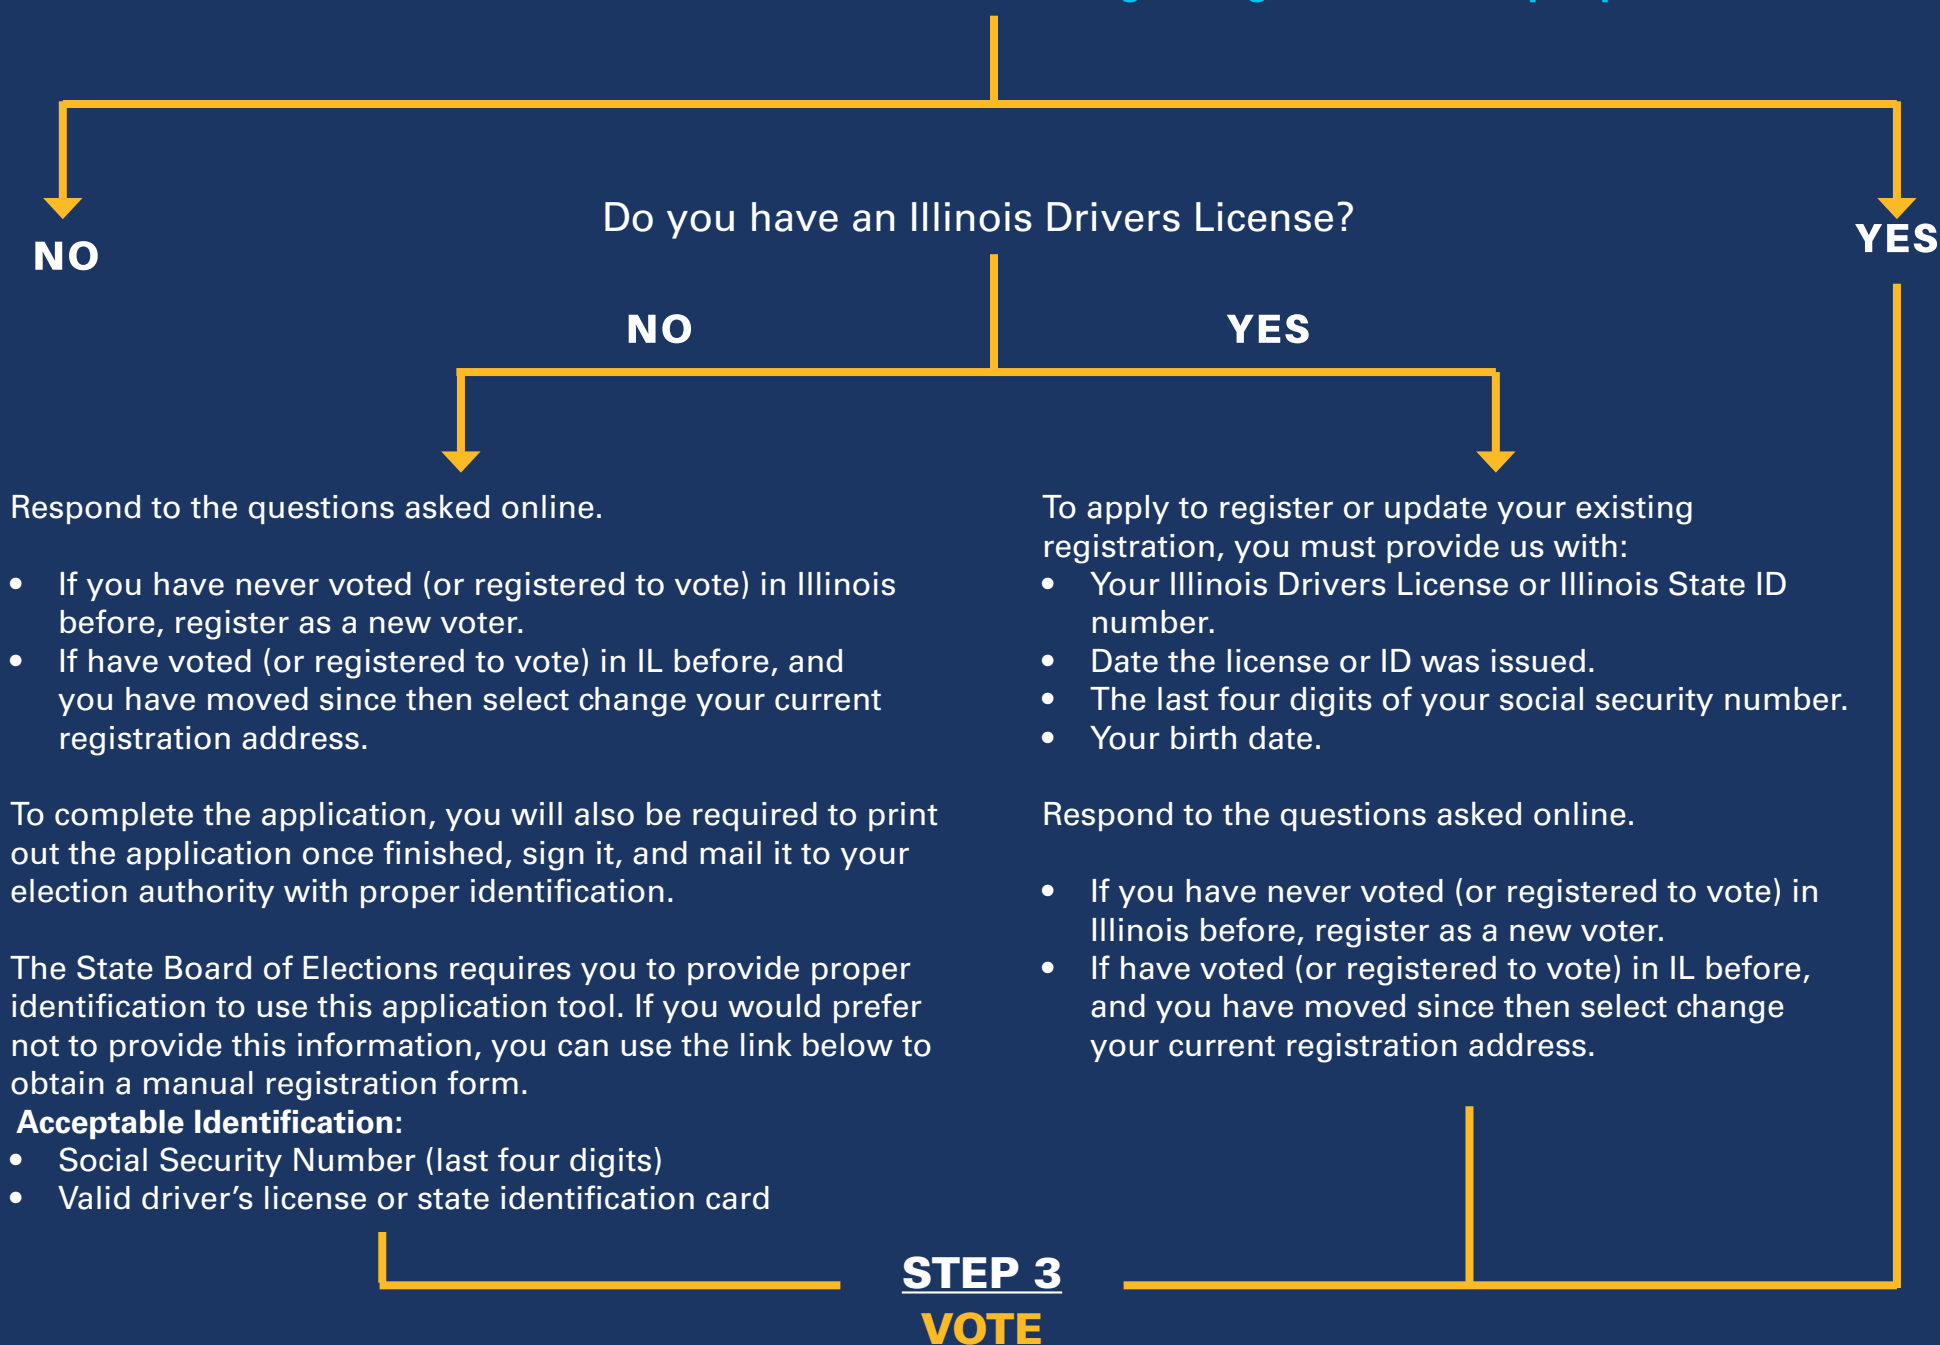 NO
Do you have an Illinois Drivers License?
YES
NO
YES
Respond to the questions asked online.
• If you have never voted (or registered to vote) in Illinois
before, register as a new voter.
• If have voted (or registered to vote) in IL before, and
you have moved since then select change your current
registration address.
To complete the application, you will also be required to print
out the application once finished, sign it, and mail it to your
election authority with proper identification.
The State Board of Elections requires you to provide proper
identification to use this application tool. If you would prefer
not to provide this information, you can use the link below to
obtain a manual registration form.
Acceptable Identification:
• Social Security Number (last four digits)
• Valid driver’s license or state identification card
To apply to register or update your existing
registration, you must provide us with:
• Your Illinois Drivers License or Illinois State ID
number.
• Date the license or ID was issued.
• The last four digits of your social security number.
• Your birth date.
Respond to the questions asked online.
• If you have never voted (or registered to vote) in
Illinois before, register as a new voter.
• If have voted (or registered to vote) in IL before,
and you have moved since then select change
your current registration address.
STEP 3
VOTE